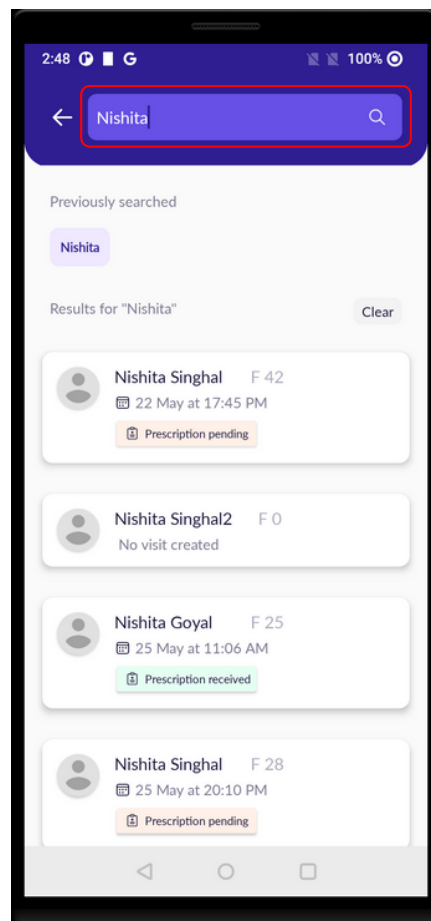 2:48 G 100%
Nishita
Previously searched
Nishita
Results for "Nishita" Clear
Nishita Singhal F 42
22 May at 17:45 PM
Prescription pending
Nishita Singhal2 F 0
No visit created
Nishita Goyal F 25
25 May at 11:06 AM
Prescription received
Nishita Singhal F 28
25 May at 20:10 PM
Prescription pending